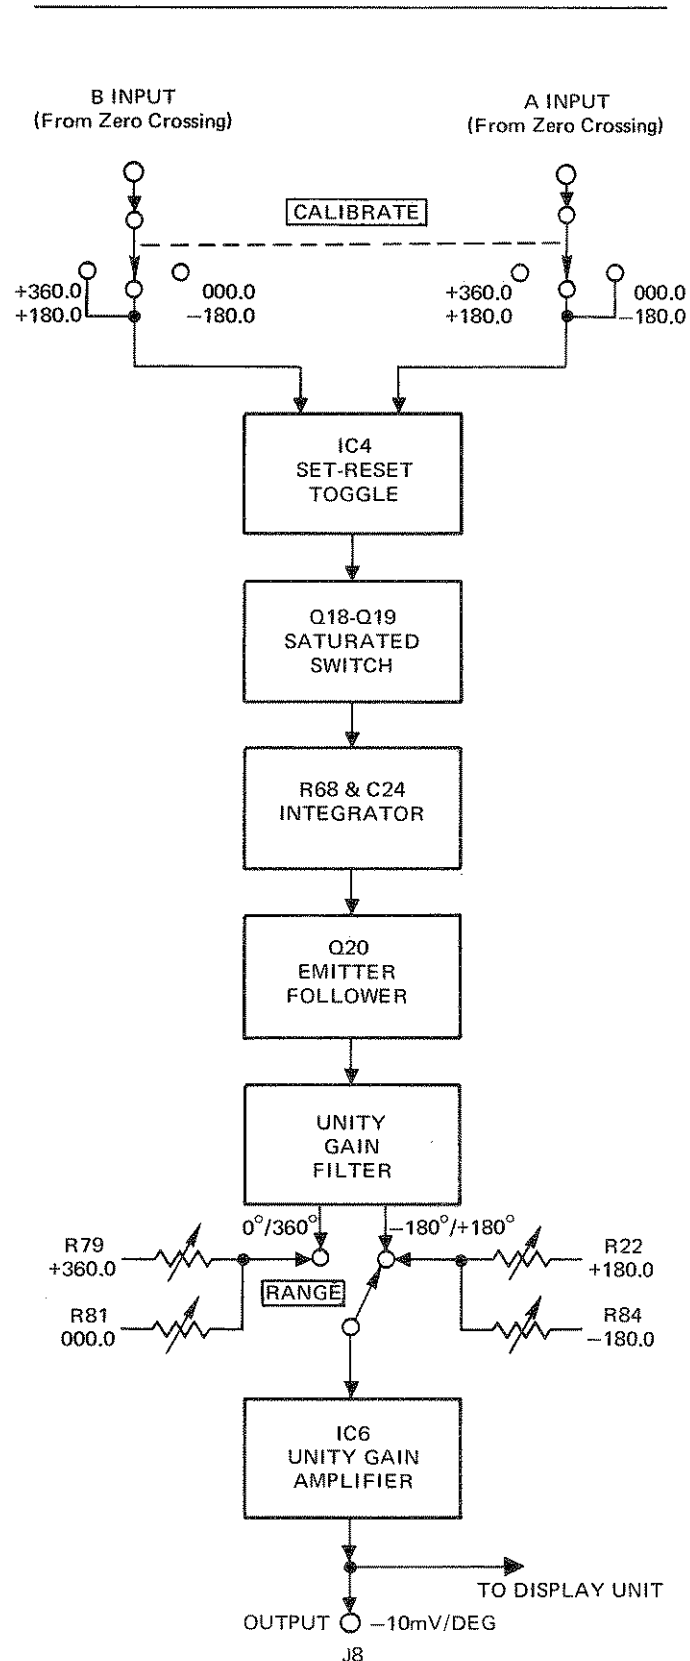 B INPUT
(From Zero Crossing)
A INPUT
(From Zero Crossing)
CALIBRATE
+360.0
+180.0
000.0
−180.0
+360.0
+180.0
000.0
−180.0
IC4
SET-RESET
TOGGLE
Q18-Q19
SATURATED
SWITCH
R68 & C24
INTEGRATOR
Q20
EMITTER
FOLLOWER
UNITY
GAIN
FILTER
0°/360°
−180°/+180°
R79
+360.0
R22
+180.0
RANGE
R81
000.0
R84
−180.0
IC6
UNITY GAIN
AMPLIFIER
TO DISPLAY UNIT
OUTPUT −10mV/DEG
J8